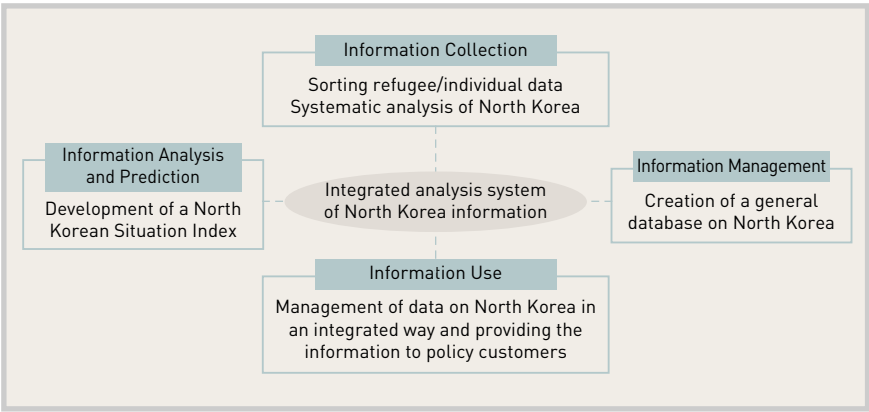 Information Collection
Sorting refugee/individual data
Systematic analysis of North Korea
Information Analysis
and Prediction
Development of a North
Korean Situation Index
Integrated analysis system
of North Korea information
Information Management
Creation of a general
database on North Korea
Information Use
Management of data on North Korea in
an integrated way and providing the
information to policy customers